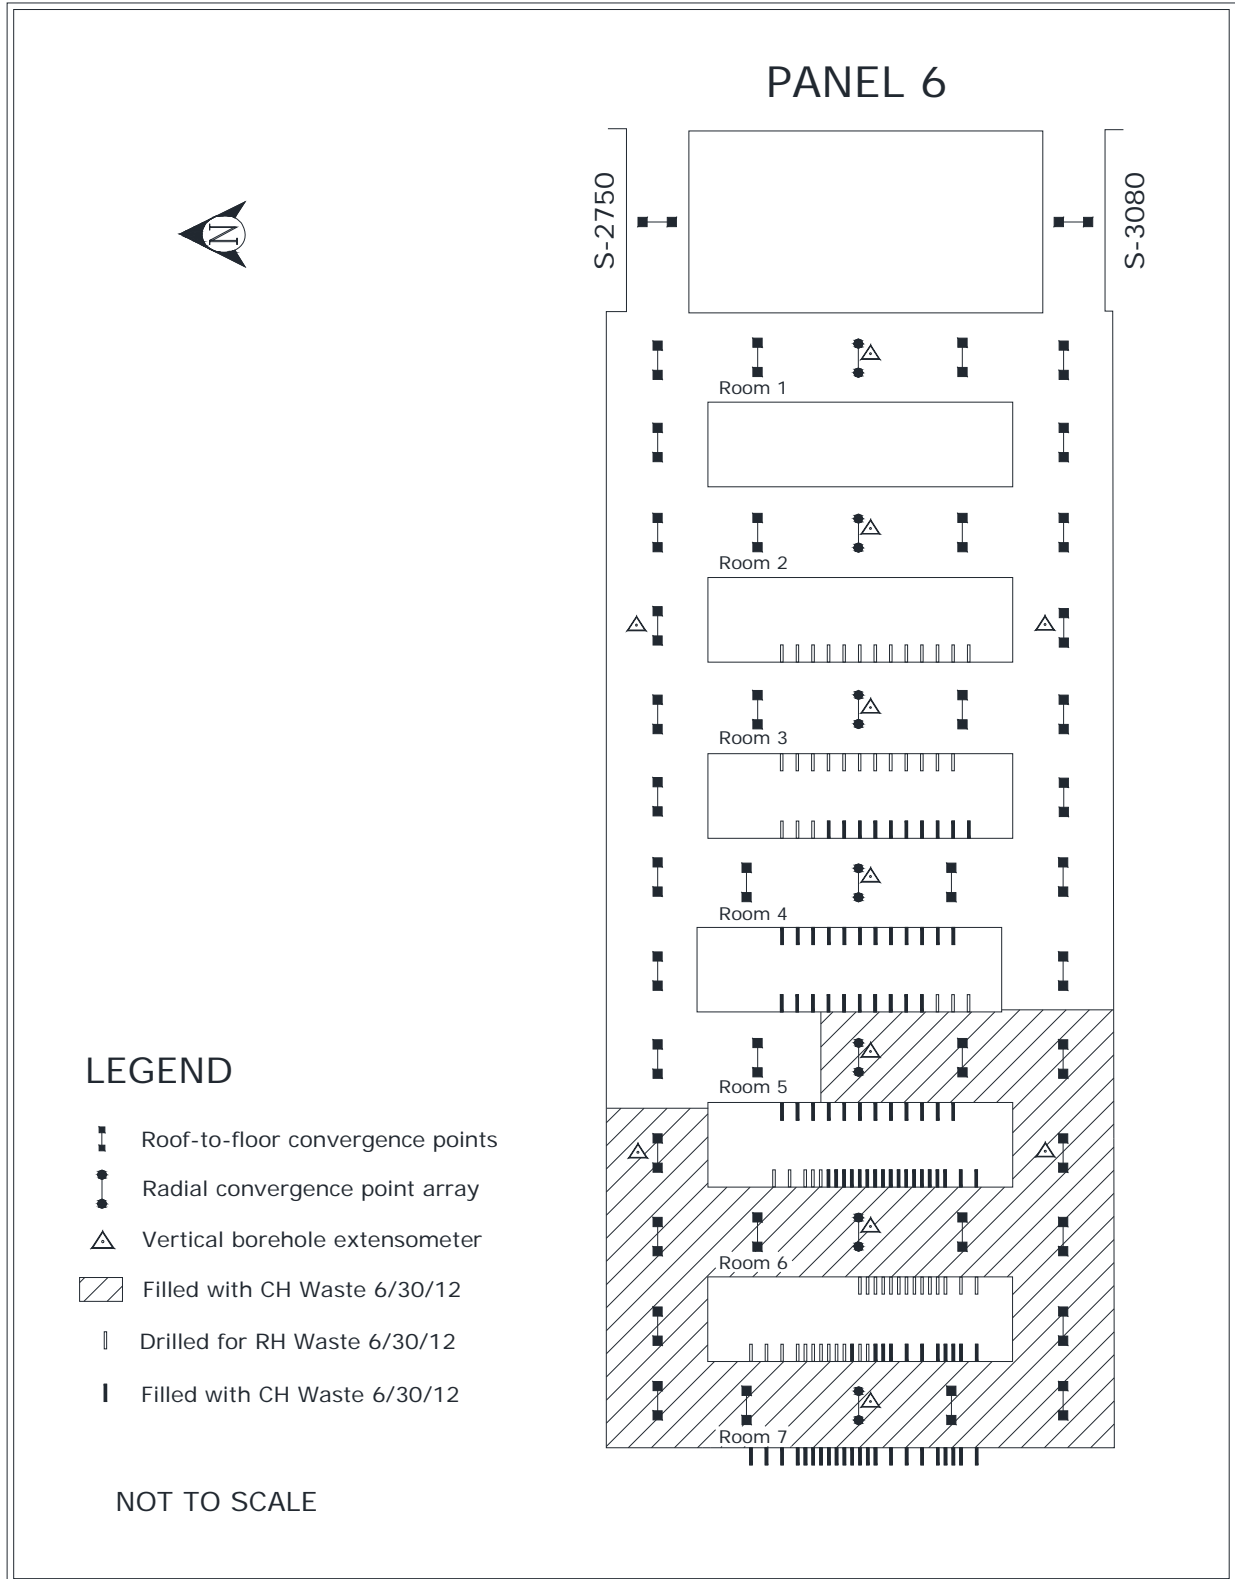 PANEL 6
S-2750
S-3080
N
Room 1
Room 2
Room 3
Room 4
Room 5
Room 6
Room 7
LEGEND
Roof-to-floor convergence points
Radial convergence point array
Vertical borehole extensometer
Filled with CH Waste 6/30/12
Drilled for RH Waste 6/30/12
Filled with CH Waste 6/30/12
NOT TO SCALE